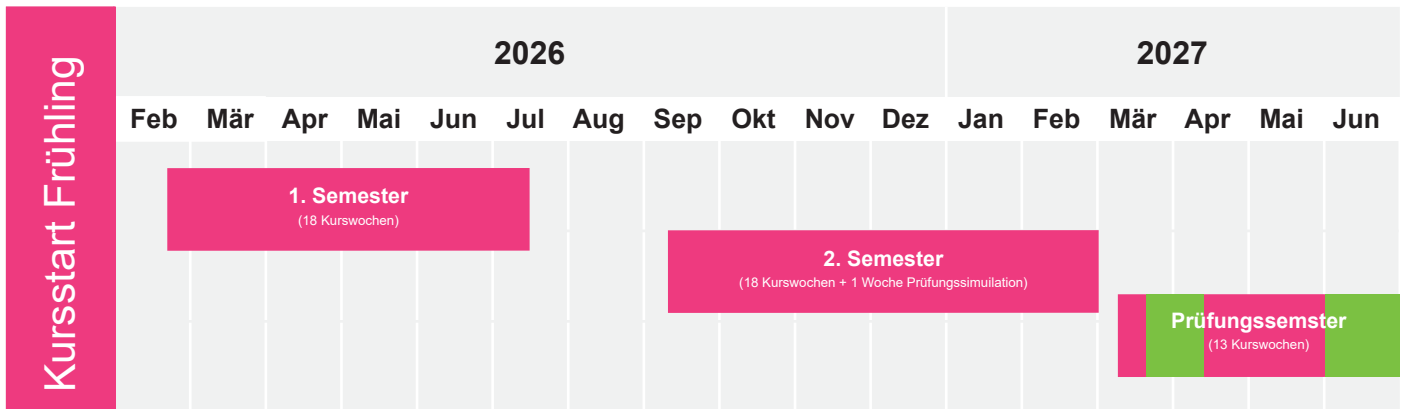 Kursstart Frühling
2026 2027
Feb Mär Apr Mai Jun Jul Aug Sep Okt Nov Dez Jan Feb Mär Apr Mai Jun
1. Semester
(18 Kurswochen)
2. Semester
(18 Kurswochen + 1 Woche Prüfungssimuilation)
Prüfungssemster
(13 Kurswochen)